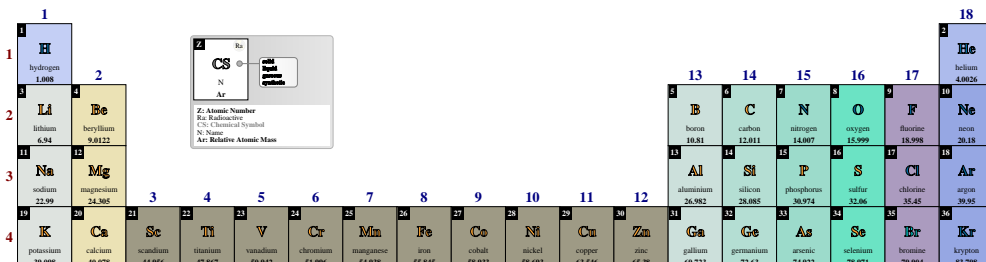 1 18
1 H hydrogen 1.008 2 He helium 4.0026
1
Z Ra
CS
N
Ar
solid
liquid
gaseous
synthetic
Z: Atomic Number
Ra: Radioactive
CS: Chemical Symbol
N: Name
Ar: Relative Atomic Mass
2 13 14 15 16 17
2
3 Li lithium 6.94
4 Be beryllium 9.0122
5 B boron 10.81
6 C carbon 12.011
7 N nitrogen 14.007
8 O oxygen 15.999
9 F fluorine 18.998
10 Ne neon 20.18
3
11 Na sodium 22.99
12 Mg magnesium 24.305
13 Al aluminium 26.982
14 Si silicon 28.085
15 P phosphorus 30.974
16 S sulfur 32.06
17 Cl chlorine 35.45
18 Ar argon 39.95
3 4 5 6 7 8 9 10 11 12
4
19 K potassium
20 Ca calcium
21 Sc scandium
22 Ti titanium
23 V vanadium
24 Cr chromium
25 Mn manganese
26 Fe iron
27 Co cobalt
28 Ni nickel
29 Cu copper
30 Zn zinc
31 Ga gallium
32 Ge germanium
33 As arsenic
34 Se selenium
35 Br bromine
36 Kr krypton